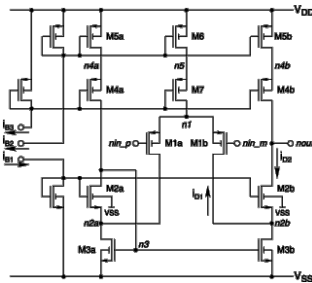 VDD
M5a M6 M5b
n4a n5 n4b
M4a M7 M4b
n1
iB3
nin_p M1a M1b nin_m nout
iB2
iB1
iD2
iD1
M2a M2b
VSS VSS
n2a n2b
n3
M3a M3b
VSS